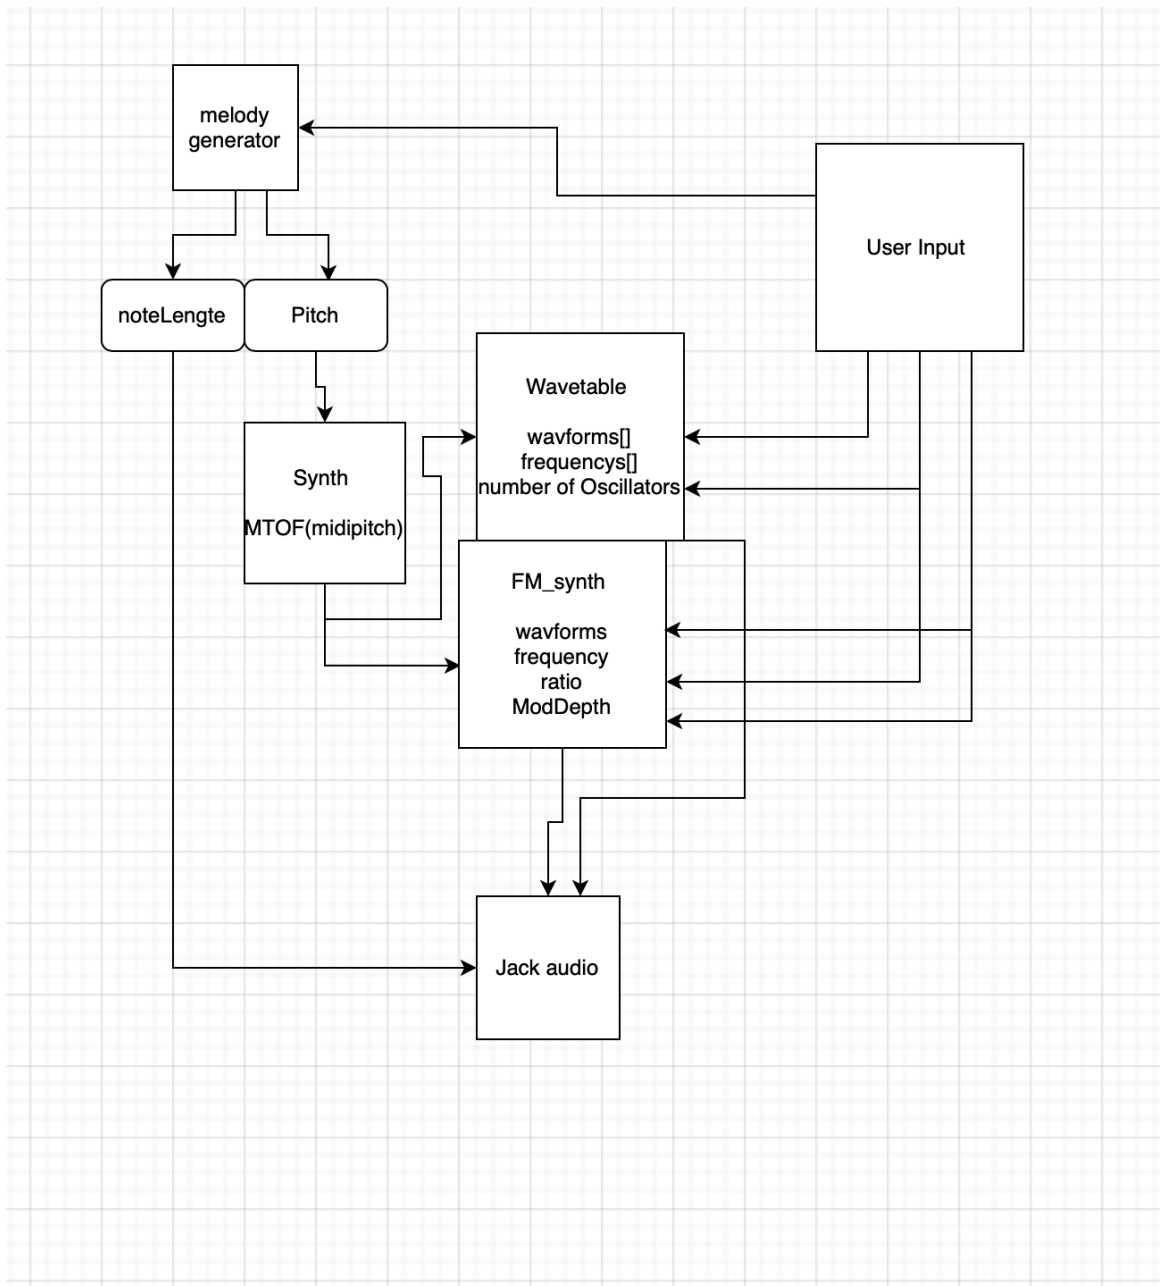 melody
generator
User Input
noteLengte
Pitch
Wavetable
wavforms[]
frequencys[]
number of Oscillators
Synth
MTOF(midipitch)
FM_synth
wavforms
frequency
ratio
ModDepth
Jack audio